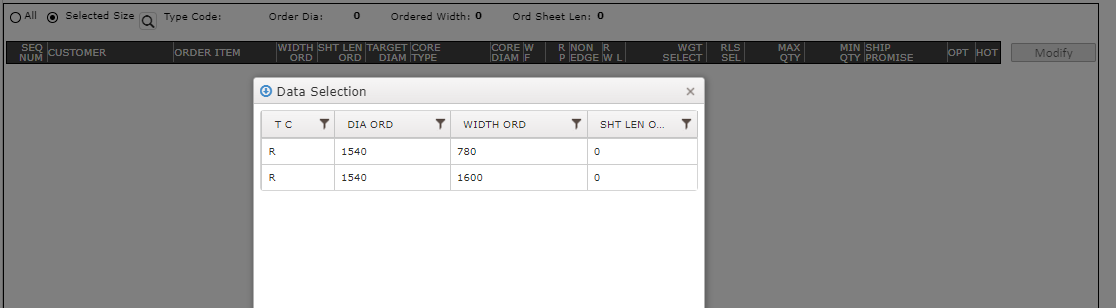 All Selected Size Type Code: Order Dia: 0 Ordered Width: 0 Ord Sheet Len: 0
SEQ NUM CUSTOMER ORDER ITEM WIDTH ORD SHT LEN ORD TARGET DIAM CORE TYPE CORE DIAM W F R P NON EDGE R W L WGT SELECT RLS SEL MAX QTY MIN QTY SHIP PROMISE OPT HOT Modify
Data Selection
T C DIA ORD WIDTH ORD SHT LEN O...
R 1540 780 0
R 1540 1600 0